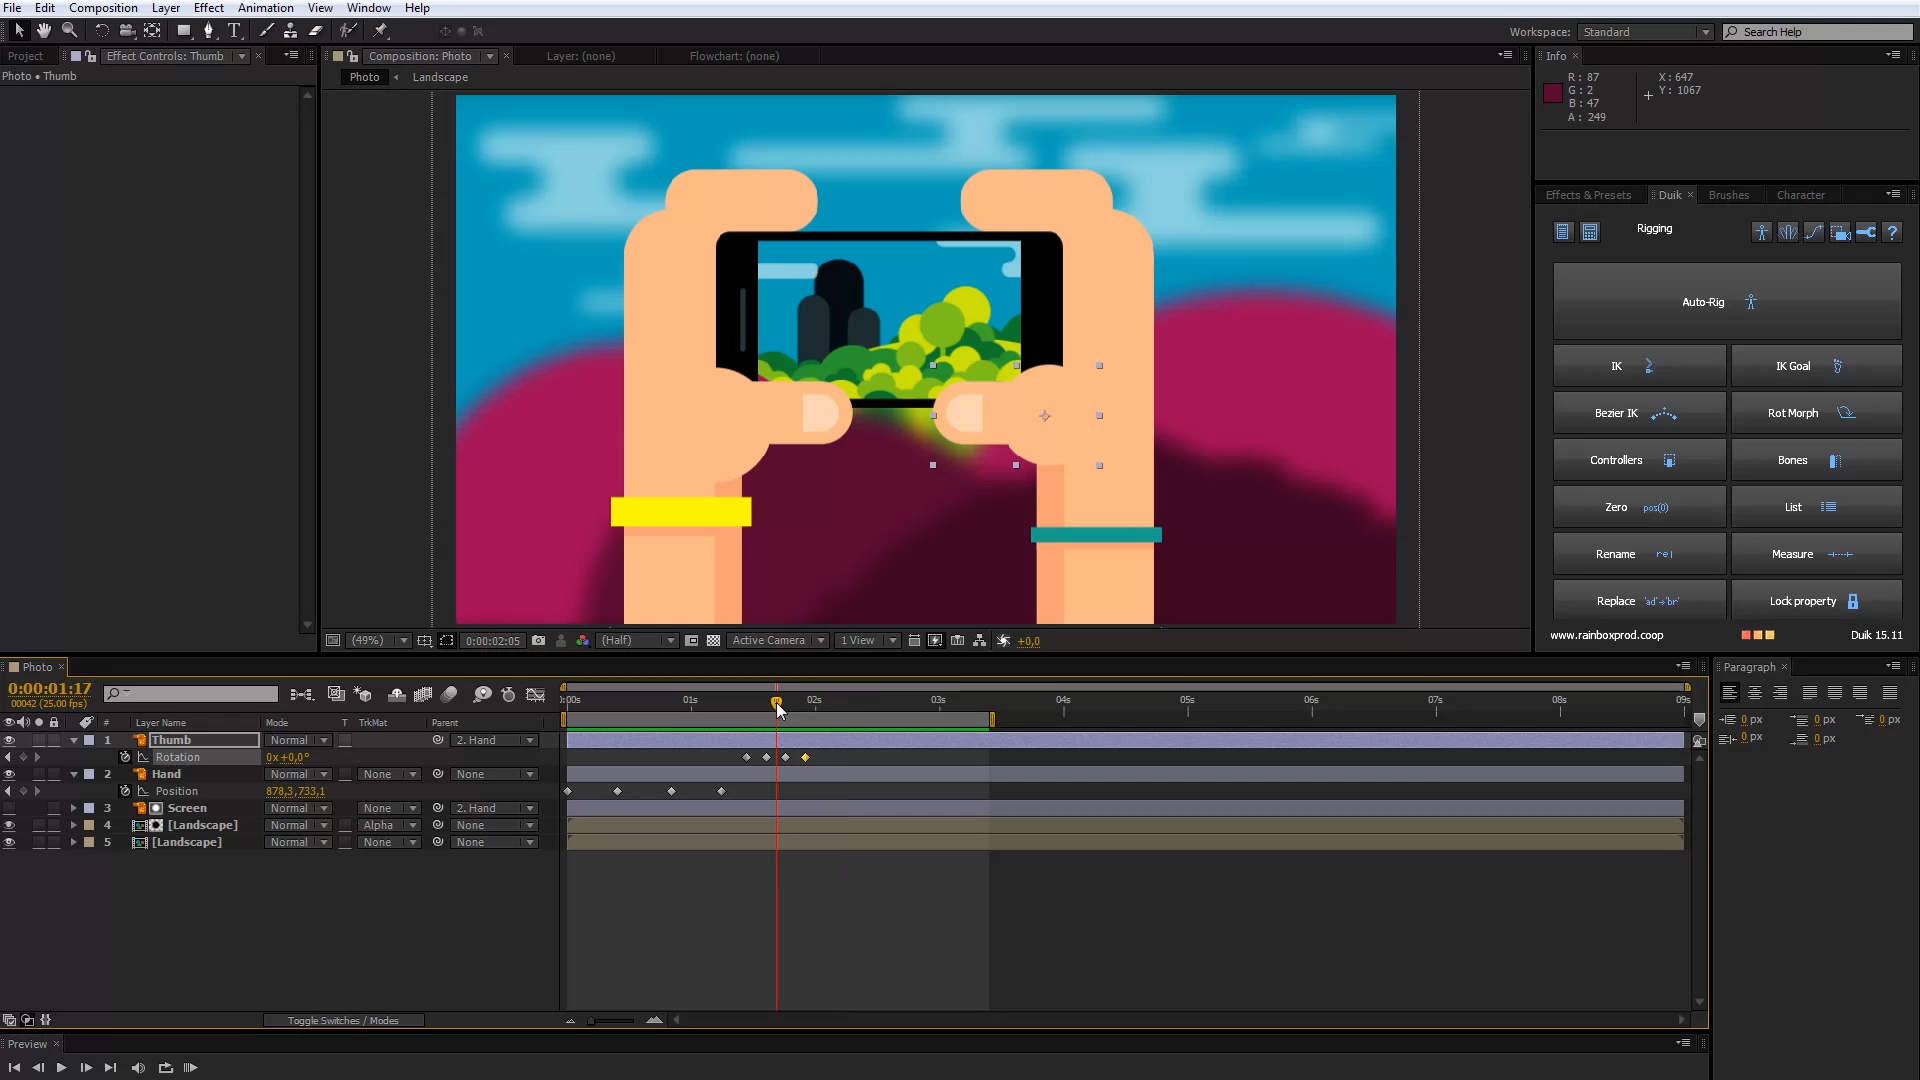 File Edit Composition Layer Effect Animation View Window Help
Workspace: Standard Search Help
Project Effect Controls: Thumb Composition: Photo Layer: (none) Flowchart: (none) Info
Photo • Thumb
Photo Landscape
R: 87 X: 647
G: 2 Y: 1067
B: 47
A: 249
Effects & Presets Duik Brushes Character
Rigging
Auto-Rig
IK IK Goal
Bezier IK Rot Morph
Controllers Bones
Zero pos(0) List
Rename Measure
Replace 'ad'→'br' Lock property
www.rainboxprod.coop Duik 15.11
(49%) 0:00:02:05 (Half) Active Camera 1 View +0,0
Photo
0:00:01:17
00042 (25.00 fps)
):00s 01s 02s 03s 04s 05s 06s 07s 08s 09s
# Layer Name Mode T TrkMat Parent
1 Thumb Normal 2. Hand
Rotation 0x+0,0°
2 Hand Normal None None
Position 878,3,733,1
3 Screen Normal None 2. Hand
4 [Landscape] Normal Alpha None
5 [Landscape] Normal None None
Toggle Switches / Modes
Preview
Paragraph
0 px 0 px 0 px
0 px 0 px